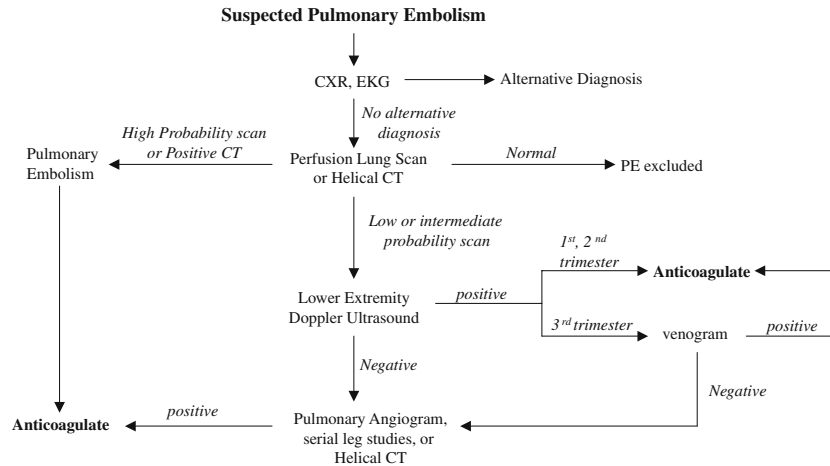 Suspected Pulmonary Embolism
CXR, EKG
Alternative Diagnosis
No alternative
diagnosis
High Probability scan
or Positive CT
Pulmonary
Embolism
Perfusion Lung Scan
or Helical CT
Normal
PE excluded
Low or intermediate
probability scan
1st, 2nd
trimester
Anticoagulate
Lower Extremity
Doppler Ultrasound
positive
3rd trimester
venogram
positive
Negative
Negative
Anticoagulate
positive
Pulmonary Angiogram,
serial leg studies, or
Helical CT